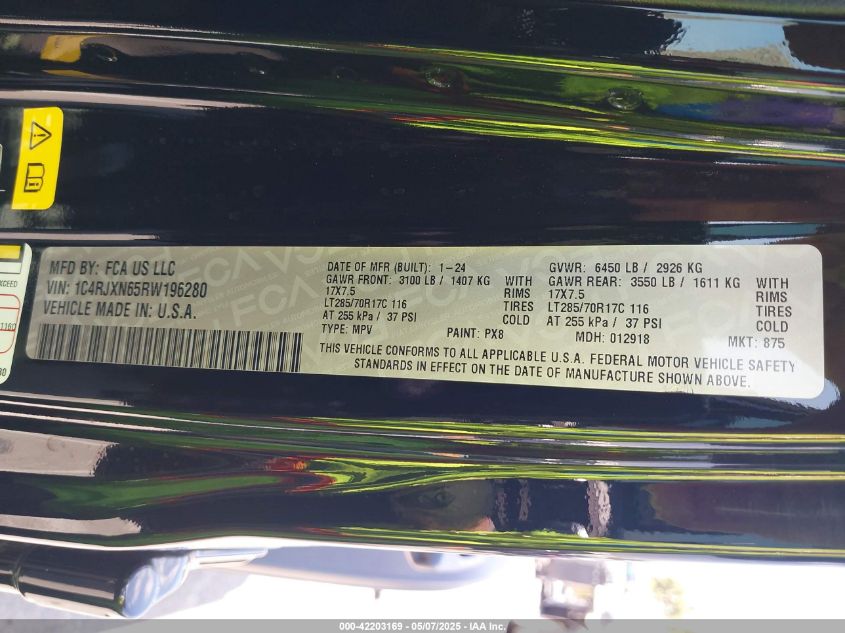 MFD BY: FCA US LLC
VIN: 1C4RJXN65RW196280
VEHICLE MADE IN: U.S.A.
DATE OF MFR (BUILT): 1-24
GVWR: 6450 LB / 2926 KG
GAWR FRONT: 3100 LB / 1407 KG WITH
17X7.5 RIMS
LT285/70R17C 116 TIRES
AT 255 kPa / 37 PSI COLD
GAWR REAR: 3550 LB / 1611 KG WITH
17X7.5 RIMS
LT285/70R17C 116 TIRES
AT 255 kPa / 37 PSI COLD
TYPE: MPV PAINT: PX8 MDH: 012918 MKT: 875
THIS VEHICLE CONFORMS TO ALL APPLICABLE U.S.A. FEDERAL MOTOR VEHICLE SAFETY
STANDARDS IN EFFECT ON THE DATE OF MANUFACTURE SHOWN ABOVE.
EXCEED
1160
000-42203169 — 05/07/2025 — IAA Inc.